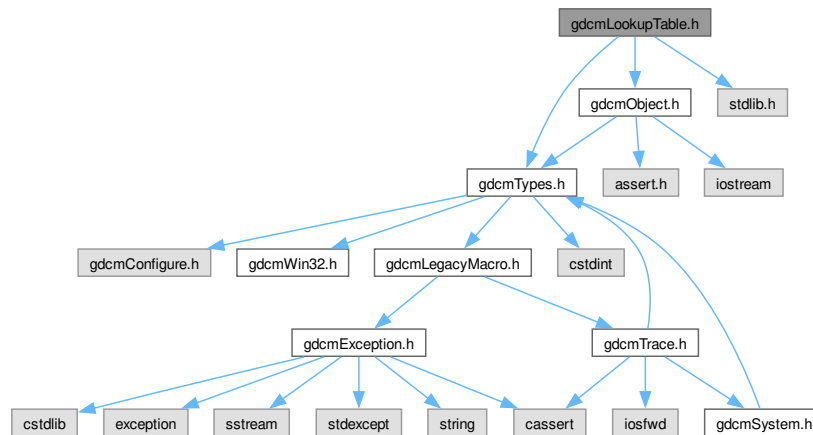 gdcmLookupTable.h
gdcmObject.h
stdlib.h
gdcmTypes.h
assert.h
iostream
gdcmConfigure.h
gdcmWin32.h
gdcmLegacyMacro.h
cstdint
gdcmException.h
gdcmTrace.h
cstdlib
exception
sstream
stdexcept
string
cassert
iosfwd
gdcmSystem.h